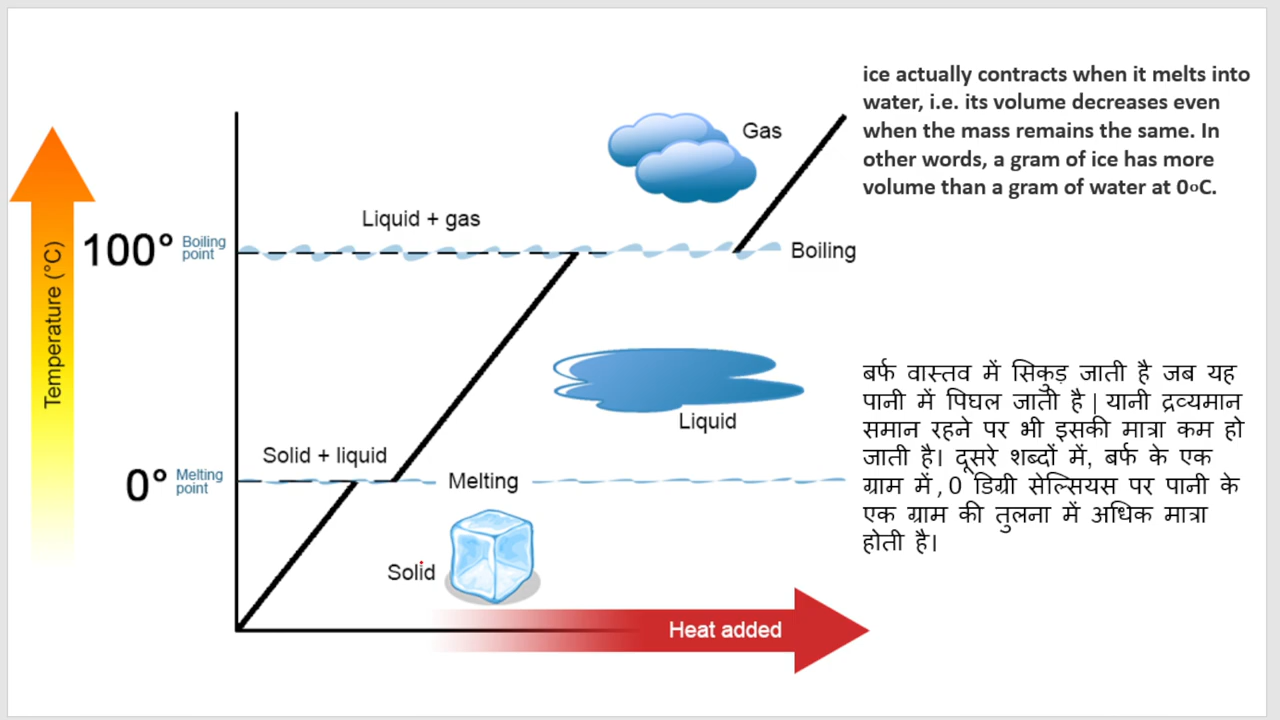 ice actually contracts when it melts into
water, i.e. its volume decreases even
when the mass remains the same. In
other words, a gram of ice has more
volume than a gram of water at 0oC.
Gas
Liquid + gas
100° Boiling
point
Boiling
Temperature (°C)
Liquid
Solid + liquid
0° Melting
point
Melting
Solid
Heat added
बर्फ वास्तव में सिकुड़ जाती है जब यह
पानी में पिघल जाती है | यानी द्रव्यमान
समान रहने पर भी इसकी मात्रा कम हो
जाती है। दूसरे शब्दों में, बर्फ के एक
ग्राम में , 0 डिग्री सेल्सियस पर पानी के
एक ग्राम की तुलना में अधिक मात्रा
होती है।